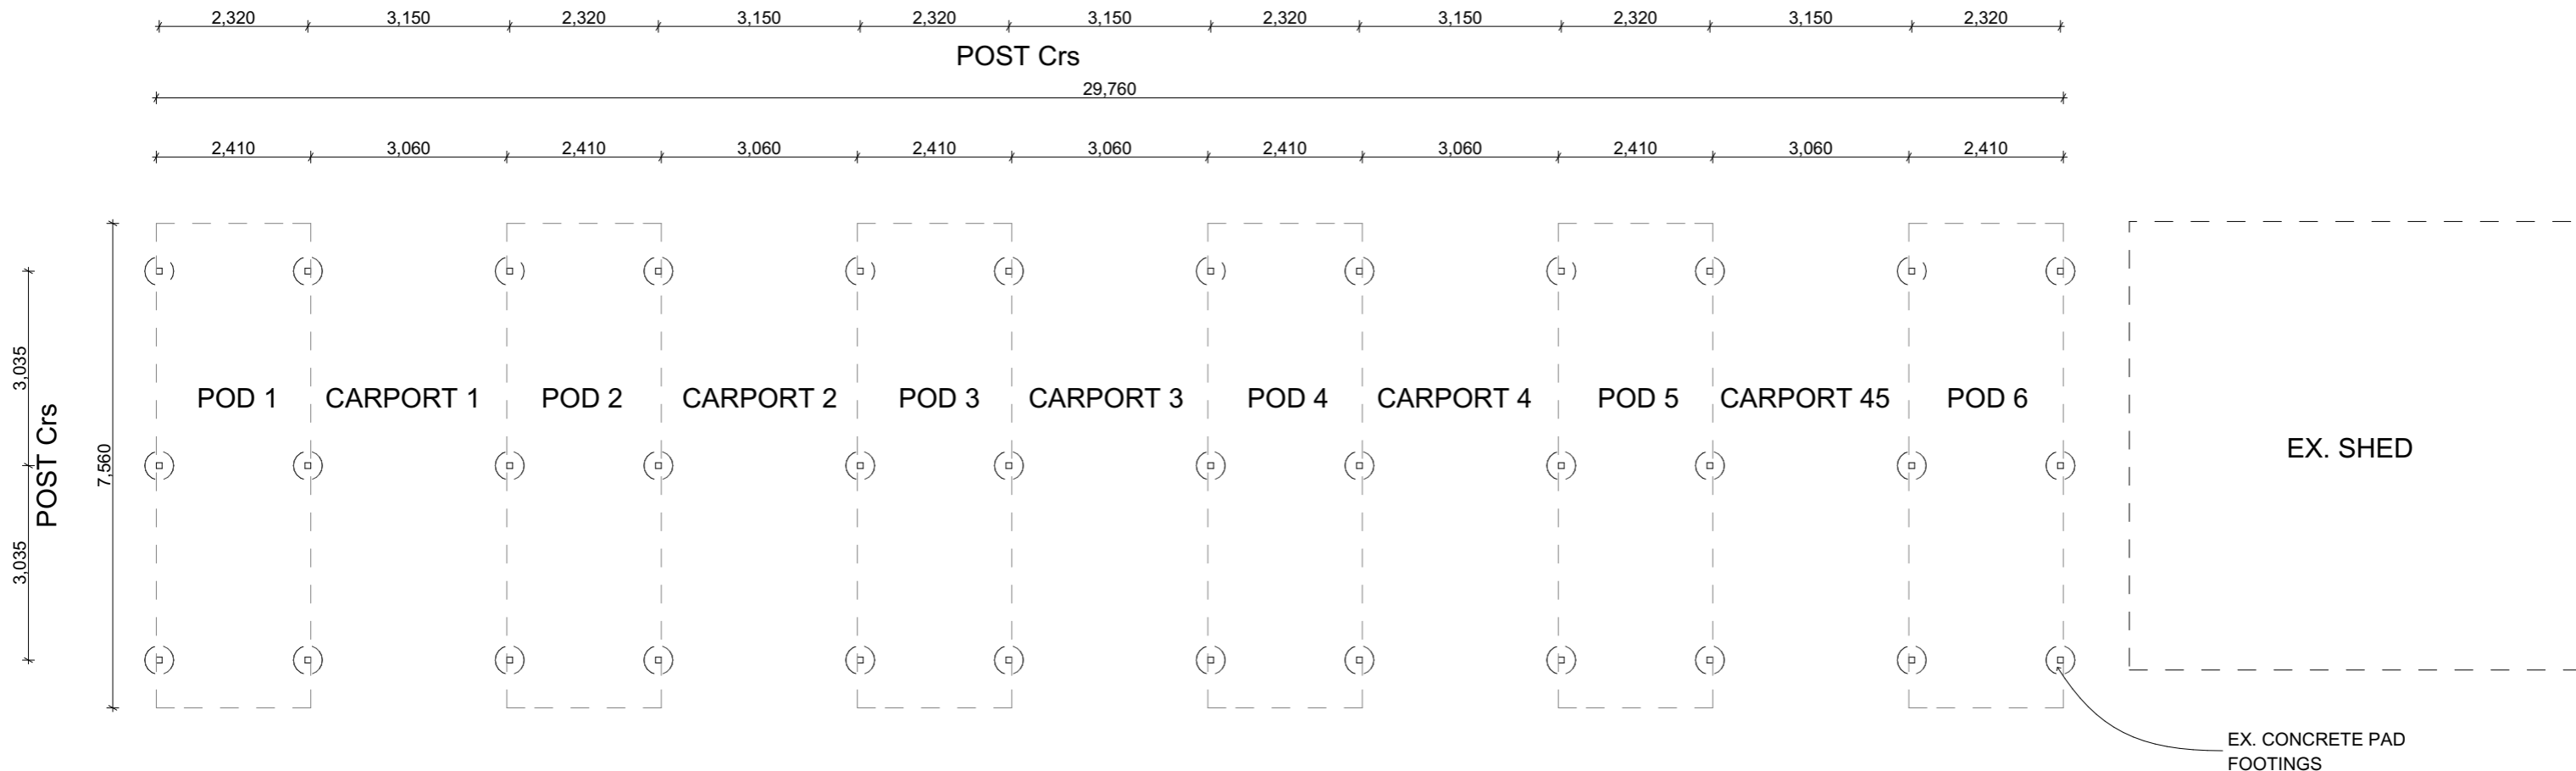 2,320 3,150 2,320 3,150 2,320 3,150 2,320 3,150 2,320 3,150 2,320
POST Crs
29,760
2,410 3,060 2,410 3,060 2,410 3,060 2,410 3,060 2,410 3,060 2,410
3,035
3,035
POST Crs
7,560
POD 1 CARPORT 1 POD 2 CARPORT 2 POD 3 CARPORT 3 POD 4 CARPORT 4 POD 5 CARPORT 45 POD 6
EX. SHED
EX. CONCRETE PAD
FOOTINGS